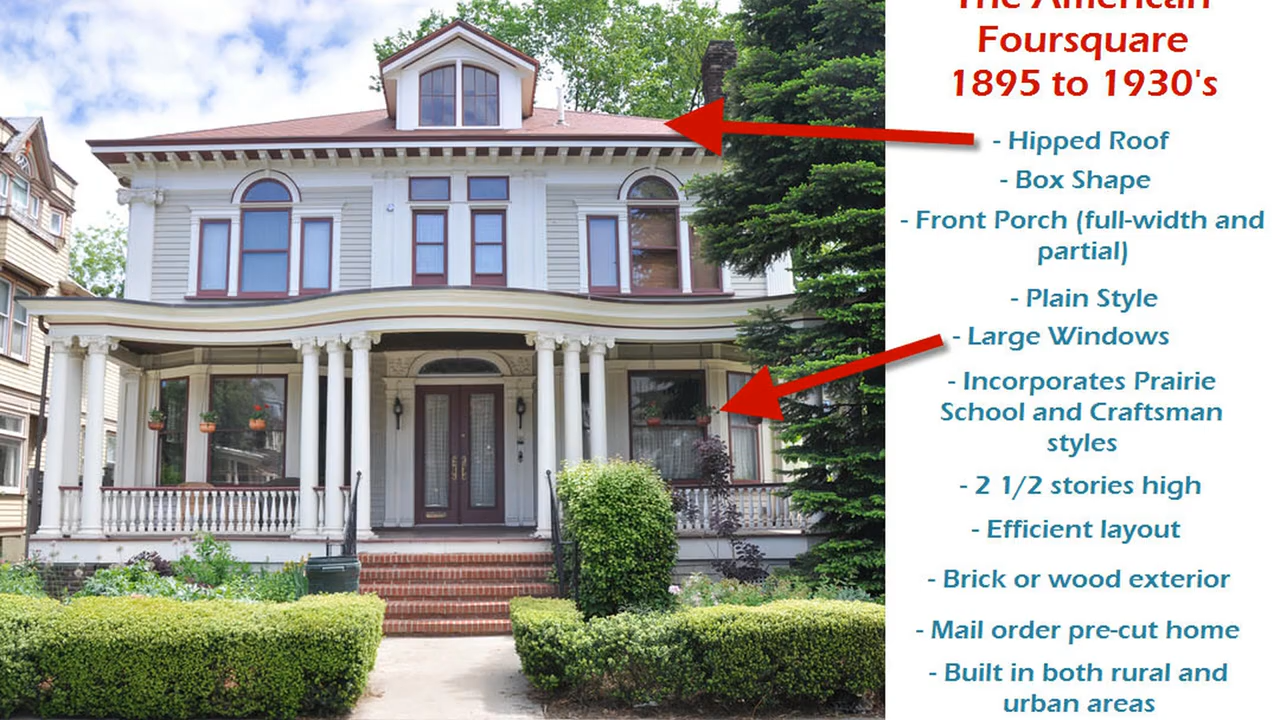 The American
Foursquare
1895 to 1930's
- Hipped Roof
- Box Shape
- Front Porch (full-width and
partial)
- Plain Style
- Large Windows
- Incorporates Prairie
School and Craftsman
styles
- 2 1/2 stories high
- Efficient layout
- Brick or wood exterior
- Mail order pre-cut home
- Built in both rural and
urban areas